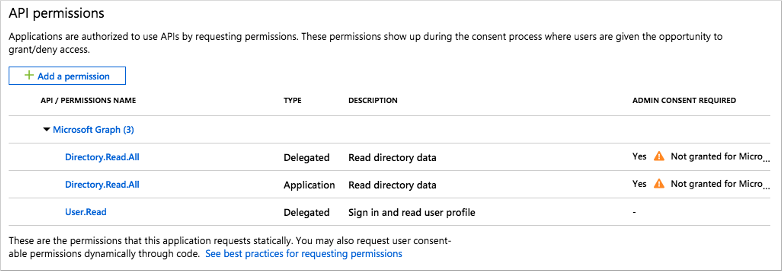 API permissions
Applications are authorized to use APIs by requesting permissions. These permissions show up during the consent process where users are given the opportunity to
grant/deny access.
+ Add a permission
API / PERMISSIONS NAME TYPE DESCRIPTION ADMIN CONSENT REQUIRED
Microsoft Graph (3)
Directory.Read.All Delegated Read directory data Yes Not granted for Micro...
Directory.Read.All Application Read directory data Yes Not granted for Micro...
User.Read Delegated Sign in and read user profile -
These are the permissions that this application requests statically. You may also request user consent-
able permissions dynamically through code. See best practices for requesting permissions